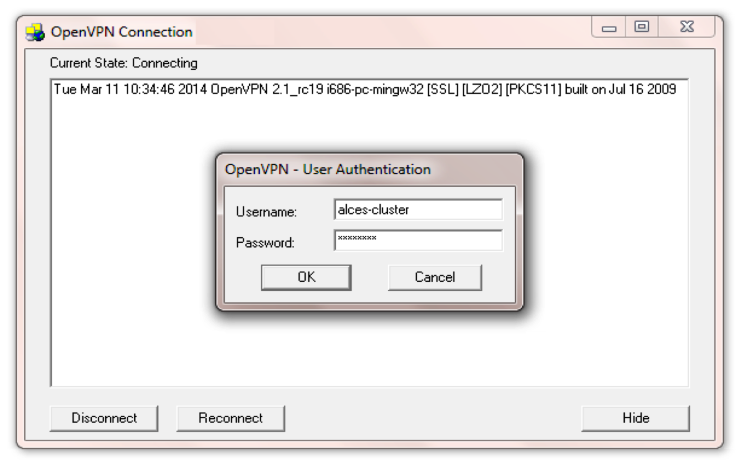 OpenVPN Connection
Current State: Connecting
Tue Mar 11 10:34:46 2014 OpenVPN 2.1_rc19 i686-pc-mingw32 [SSL] [LZO2] [PKCS11] built on Jul 16 2009
OpenVPN - User Authentication
Username: alces-cluster
Password: xxxxxxxx
OK Cancel
Disconnect Reconnect Hide